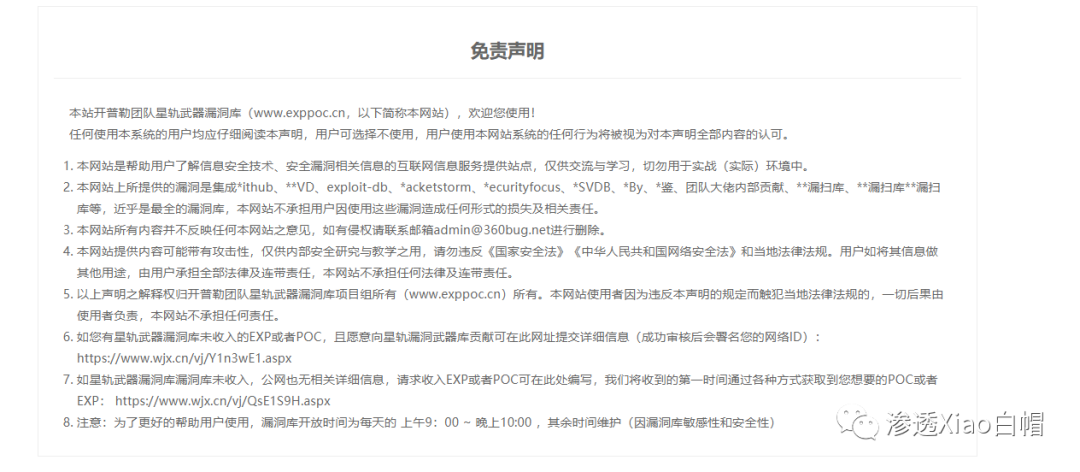 免责声明
本站开普勒团队星轨武器漏洞库（www.exppoc.cn，以下简称本网站），欢迎您使用！
任何使用本系统的用户均应仔细阅读本声明，用户可选择不使用，用户使用本网站系统的任何行为将被视为对本声明全部内容的认可。
1. 本网站是帮助用户了解信息安全技术、安全漏洞相关信息的互联网信息服务提供站点，仅供交流与学习，切勿用于实战（实际）环境中。
2. 本网站上所提供的漏洞是集成*ithub、**VD、exploit-db、*acketstorm、*ecurityfocus、*SVDB、*By、*鉴、团队大佬内部贡献、**漏扫库、**漏扫库**漏扫
库等，近乎是最全的漏洞库，本网站不承担用户因使用这些漏洞造成任何形式的损失及相关责任。
3. 本网站所有内容并不反映任何本网站之意见，如有侵权请联系邮箱admin@360bug.net进行删除。
4. 本网站提供内容可能带有攻击性，仅供内部安全研究与教学之用，请勿违反《国家安全法》《中华人民共和国网络安全法》和当地法律法规。用户如将其信息做
其他用途，由用户承担全部法律及连带责任，本网站不承担任何法律及连带责任。
5. 以上声明之解释权归开普勒团队星轨武器漏洞库项目组所有（www.exppoc.cn）所有。本网站使用者因为违反本声明的规定而触犯当地法律法规的，一切后果由
使用者负责，本网站不承担任何责任。
6. 如您有星轨武器漏洞库未收入的EXP或者POC，且愿意向星轨漏洞武器库贡献可在此网址提交详细信息（成功审核后会署名您的网络ID）：
https://www.wjx.cn/vj/Y1n3wE1.aspx
7. 如星轨武器漏洞库漏洞库未收入，公网也无相关详细信息，请求收入EXP或者POC可在此处编写，我们将收到的第一时间通过各种方式获取到您想要的POC或者
EXP： https://www.wjx.cn/vj/QsE1S9H.aspx
8. 注意：为了更好的帮助用户使用，漏洞库开放时间为每天的 上午9：00 ~ 晚上10:00 ，其余时间维护（因漏洞库敏感性和安全性）
渗透Xiao白帽